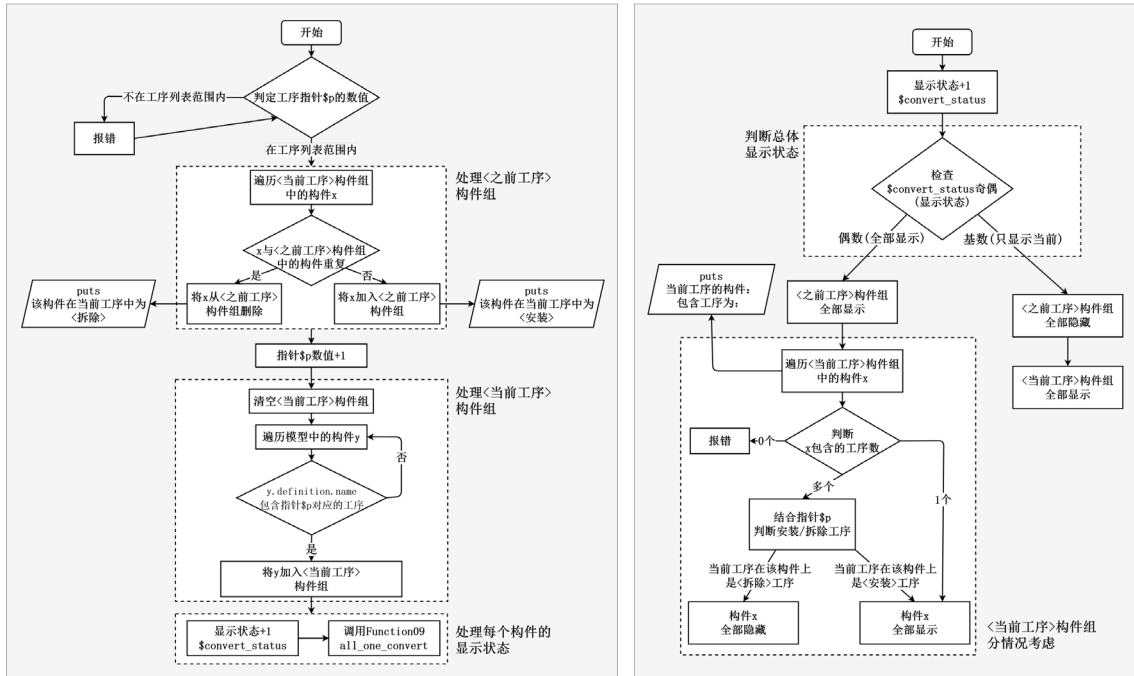 开始
判定工序指针$p的数值
不在工序列表范围内
报错
在工序列表范围内
处理<之前工序>
构件组
遍历<当前工序>构件组
中的构件x
x与<之前工序>构件组
中的构件重复
是
否
puts
该构件在当前工序中为
<拆除>
将x从<之前工序>
构件组删除
将x加入<之前工序>
构件组
puts
该构件在当前工序中为
<安装>
指针$p数值+1
处理<当前工序>
构件组
清空<当前工序>构件组
遍历模型中的构件y
否
y.definition.name
包含指针$p对应的工序
是
将y加入<当前工序>
构件组
显示状态+1
$convert_status
调用Function09
all_one_convert
处理每个构件的
显示状态
开始
显示状态+1
$convert_status
判断总体
显示状态
检查
$convert_status奇偶
(显示状态)
偶数(全部显示)
基数(只显示当前)
puts
当前工序的构件：
包含工序为：
<之前工序>构件组
全部显示
<之前工序>构件组
全部隐藏
遍历<当前工序>构件组
中的构件x
<当前工序>构件组
全部显示
报错
0个
判断
x包含的工序数
多个
1个
结合指针$p
判断安装/拆除工序
当前工序在该构件上
是<拆除>工序
当前工序在该构件上
是<安装>工序
构件x
全部隐藏
构件x
全部显示
<当前工序>构件组
分情况考虑